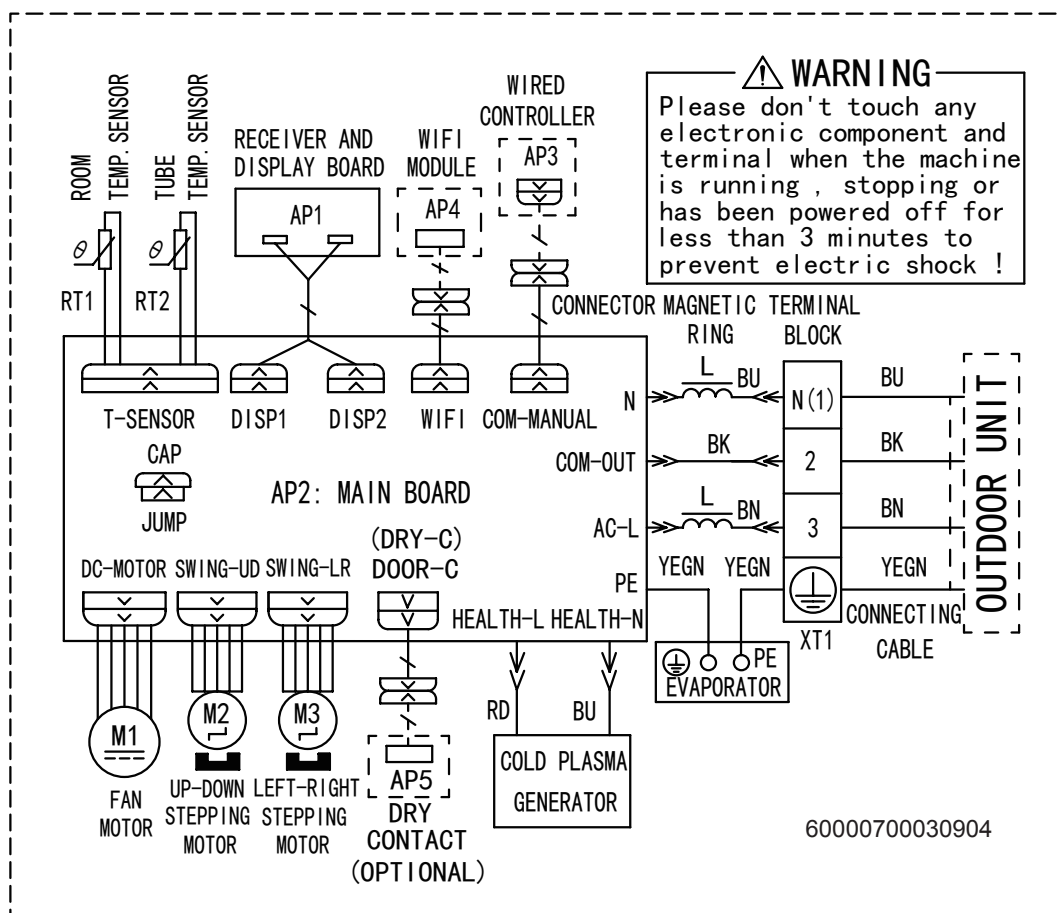 ROOM
TEMP. SENSOR
TUBE
TEMP. SENSOR
RECEIVER AND
DISPLAY BOARD
WIFI
MODULE
WIRED
CONTROLLER
AP1
AP4
AP3
WARNING
Please don't touch any
electronic component and
terminal when the machine
is running , stopping or
has been powered off for
less than 3 minutes to
prevent electric shock !
θ
θ
RT1
RT2
CONNECTOR
MAGNETIC
RING
TERMINAL
BLOCK
T-SENSOR
DISP1
DISP2
WIFI
COM-MANUAL
N
L
BU
N(1)
BU
CAP
JUMP
AP2: MAIN BOARD
COM-OUT
BK
2
BK
AC-L
L
BN
3
BN
OUTDOOR UNIT
DC-MOTOR
SWING-UD
SWING-LR
(DRY-C)
DOOR-C
PE
YEGN
YEGN
YEGN
HEALTH-L
HEALTH-N
XT1
CONNECTING
CABLE
PE
EVAPORATOR
M1
M2
M3
RD
BU
FAN
MOTOR
UP-DOWN
STEPPING
MOTOR
LEFT-RIGHT
STEPPING
MOTOR
AP5
DRY
CONTACT
(OPTIONAL)
COLD PLASMA
GENERATOR
60000700030904